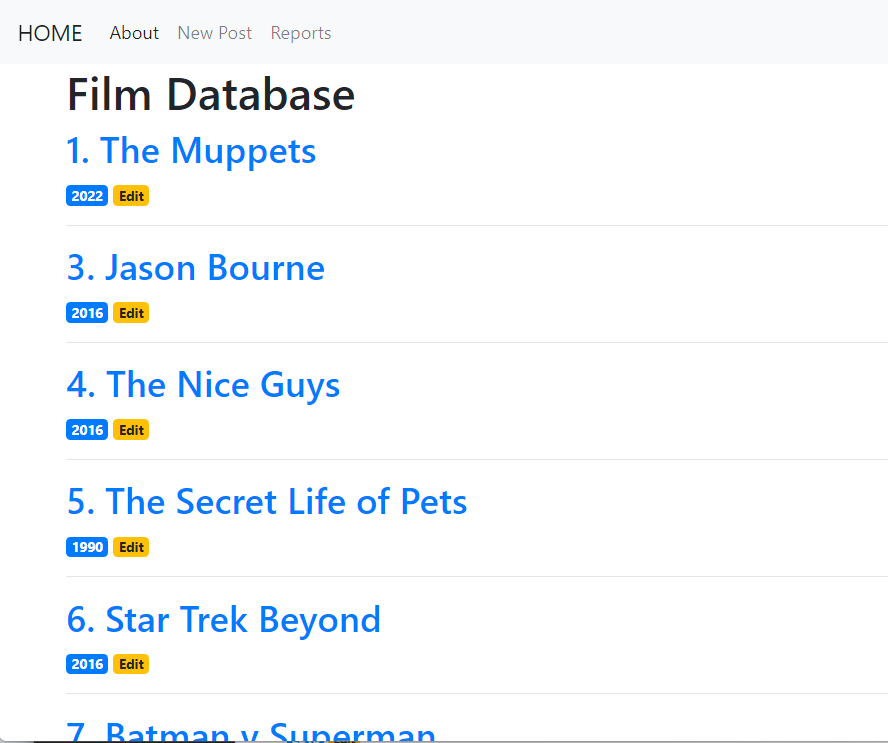 HOME About New Post Reports
Film Database
1. The Muppets
2022 Edit
3. Jason Bourne
2016 Edit
4. The Nice Guys
2016 Edit
5. The Secret Life of Pets
1990 Edit
6. Star Trek Beyond
2016 Edit
7. Batman v Superman